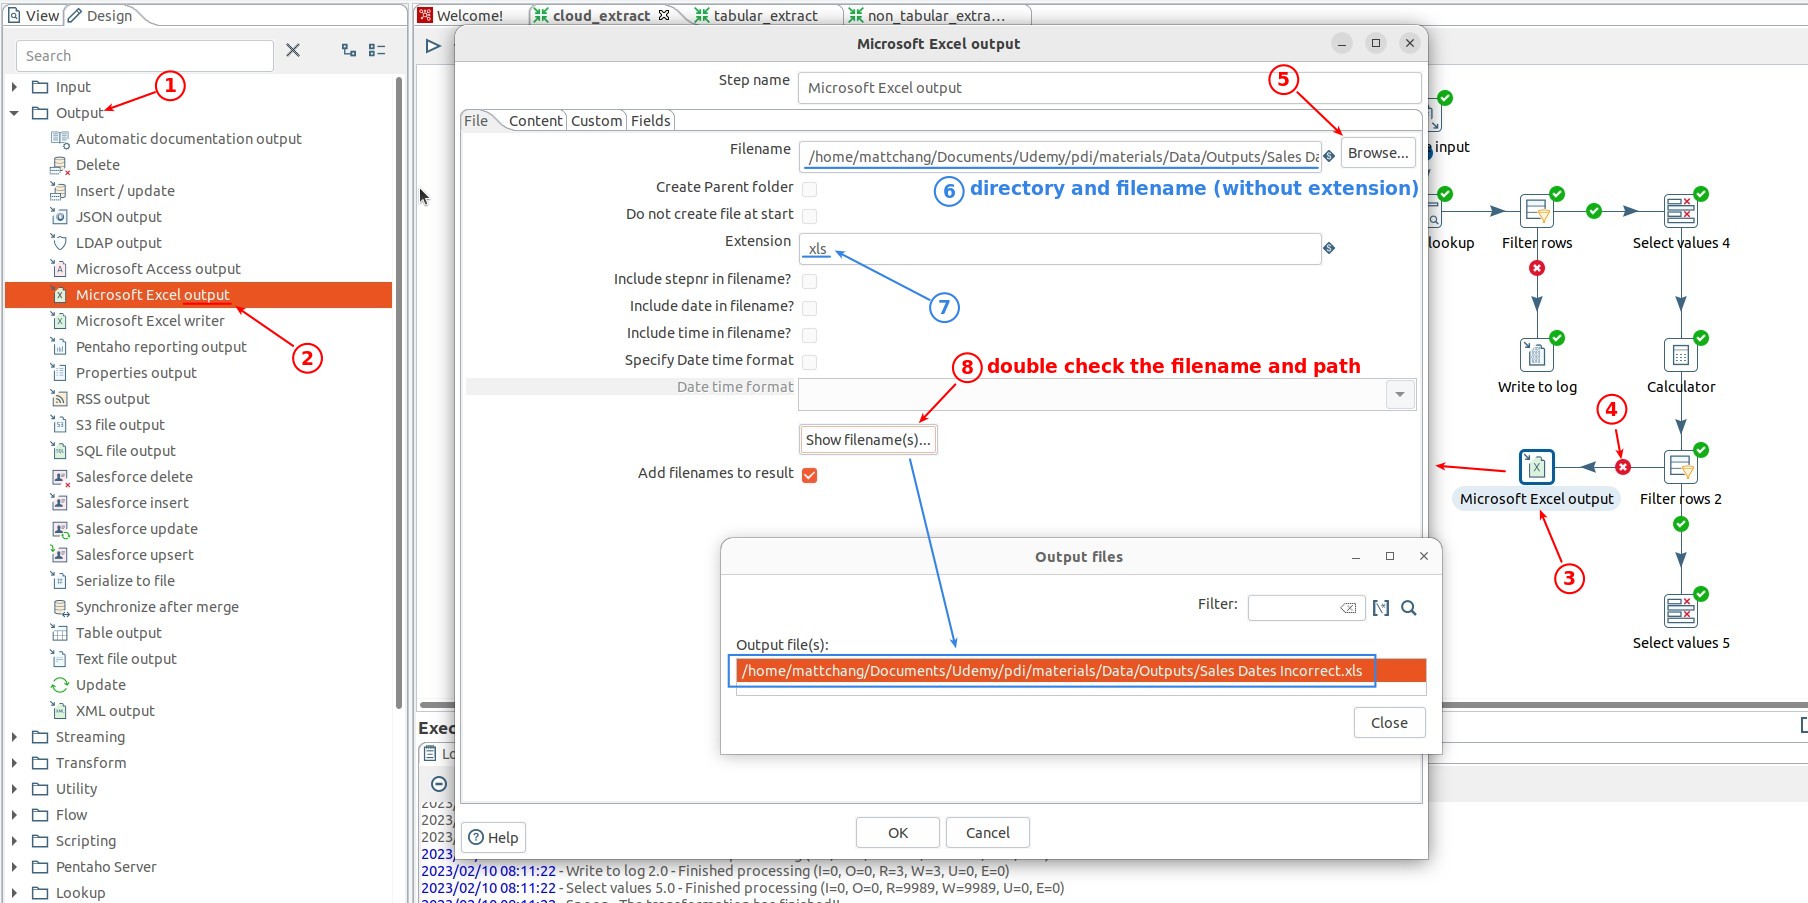 View
Design
Welcome!
cloud_extract
tabular_extract
non_tabular_extra...
Search
Input
1
Output
Automatic documentation output
Delete
Insert / update
JSON output
LDAP output
Microsoft Access output
Microsoft Excel output
Microsoft Excel writer
2
Pentaho reporting output
Properties output
RSS output
S3 file output
SQL file output
Salesforce delete
Salesforce insert
Salesforce update
Salesforce upsert
Serialize to file
Synchronize after merge
Table output
Text file output
Update
XML output
Streaming
Transform
Utility
Flow
Scripting
Pentaho Server
Lookup
Microsoft Excel output
Step name
Microsoft Excel output
5
File
Content
Custom
Fields
Filename
/home/mattchang/Documents/Udemy/pdi/materials/Data/Outputs/Sales Da
Browse...
Create Parent folder
6 directory and filename (without extension)
Do not create file at start
Extension
xls
Include stepnr in filename?
Include date in filename?
7
Include time in filename?
Specify Date time format
8 double check the filename and path
Date time format
Show filename(s)...
Add filenames to result
Output files
Filter:
Output file(s):
/home/mattchang/Documents/Udemy/pdi/materials/Data/Outputs/Sales Dates Incorrect.xls
Close
Help
OK
Cancel
input
lookup
Filter rows
Select values 4
Write to log
Calculator
4
Microsoft Excel output
Filter rows 2
3
Select values 5
Exec
Lo
2023/
2023/
2023/
2023/
2023/02/10 08:11:22 - Write to log 2.0 - Finished processing (I=0, O=0, R=3, W=3, U=0, E=0)
2023/02/10 08:11:22 - Select values 5.0 - Finished processing (I=0, O=0, R=9989, W=9989, U=0, E=0)
2023/02/10 08:11:22 - Spoon - The transformation has finished!!